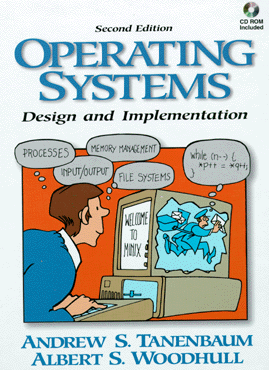 Second Edition
CD ROM
Included
OPERATING
SYSTEMS
Design and Implementation
PROCESSES
MEMORY MANAGEMENT
INPUT/OUTPUT
FILE SYSTEMS
while (n--) {
*p++ = *q++;
}
WELCOME
TO
MINIX
ANDREW S. TANENBAUM
ALBERT S. WOODHULL